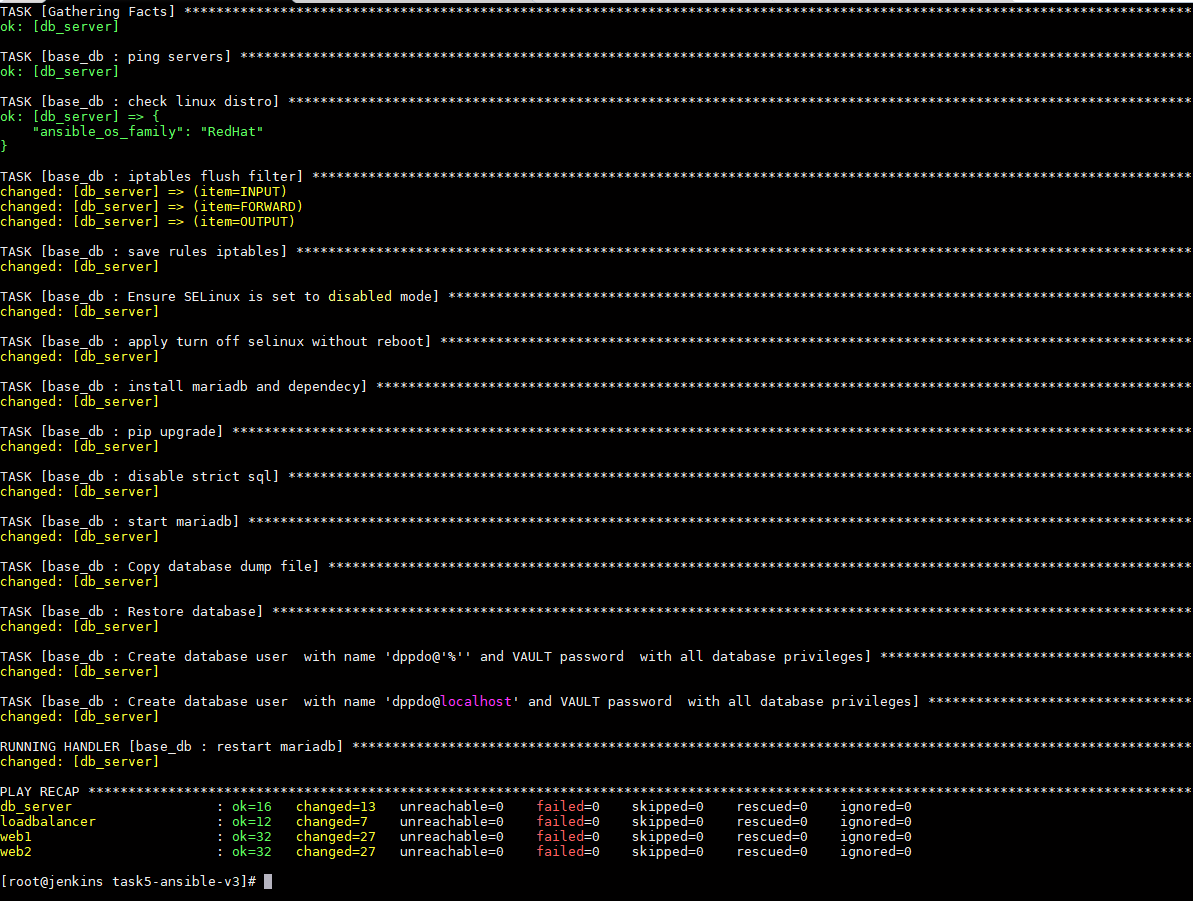 TASK [Gathering Facts] ********************************************************************************************************************************
ok: [db_server]

TASK [base_db : ping servers] ***********************************************************************************************************************
ok: [db_server]

TASK [base_db : check linux distro] *****************************************************************************************************************
ok: [db_server] => {
    "ansible_os_family": "RedHat"
}

TASK [base_db : iptables flush filter] **************************************************************************************************************
changed: [db_server] => (item=INPUT)
changed: [db_server] => (item=FORWARD)
changed: [db_server] => (item=OUTPUT)

TASK [base_db : save rules iptables] ****************************************************************************************************************
changed: [db_server]

TASK [base_db : Ensure SELinux is set to disabled mode] *********************************************************************************************
changed: [db_server]

TASK [base_db : apply turn off selinux without reboot] **********************************************************************************************
changed: [db_server]

TASK [base_db : install mariadb and dependecy] ******************************************************************************************************
changed: [db_server]

TASK [base_db : pip upgrade] ************************************************************************************************************************
changed: [db_server]

TASK [base_db : disable strict sql] *****************************************************************************************************************
changed: [db_server]

TASK [base_db : start mariadb] **********************************************************************************************************************
changed: [db_server]

TASK [base_db : Copy database dump file] ************************************************************************************************************
changed: [db_server]

TASK [base_db : Restore database] *******************************************************************************************************************
changed: [db_server]

TASK [base_db : Create database user  with name 'dppdo@'%'' and VAULT password  with all database privileges] ***************************************
changed: [db_server]

TASK [base_db : Create database user  with name 'dppdo@localhost' and VAULT password  with all database privileges] *********************************
changed: [db_server]

RUNNING HANDLER [base_db : restart mariadb] *********************************************************************************************************
changed: [db_server]

PLAY RECAP ******************************************************************************************************************************************
db_server                  : ok=16   changed=13   unreachable=0    failed=0    skipped=0    rescued=0    ignored=0
loadbalancer               : ok=12   changed=7    unreachable=0    failed=0    skipped=0    rescued=0    ignored=0
web1                       : ok=32   changed=27   unreachable=0    failed=0    skipped=0    rescued=0    ignored=0
web2                       : ok=32   changed=27   unreachable=0    failed=0    skipped=0    rescued=0    ignored=0

[root@jenkins task5-ansible-v3]#